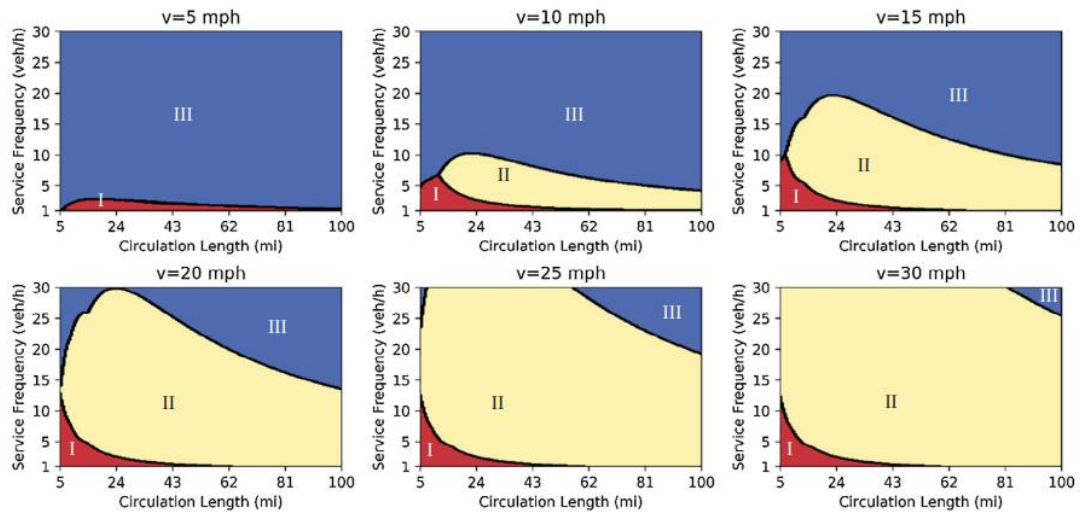 v=5 mph
Service Frequency (veh/h)
30
25
20
15
10
5
1
III
I
5 24 43 62 81 100
Circulation Length (mi)
v=10 mph
Service Frequency (veh/h)
30
25
20
15
10
5
1
III
II
I
5 24 43 62 81 100
Circulation Length (mi)
v=15 mph
Service Frequency (veh/h)
30
25
20
15
10
5
1
III
II
I
5 24 43 62 81 100
Circulation Length (mi)
v=20 mph
Service Frequency (veh/h)
30
25
20
15
10
5
1
III
II
I
5 24 43 62 81 100
Circulation Length (mi)
v=25 mph
Service Frequency (veh/h)
30
25
20
15
10
5
1
III
II
I
5 24 43 62 81 100
Circulation Length (mi)
v=30 mph
Service Frequency (veh/h)
30
25
20
15
10
5
1
III
II
I
5 24 43 62 81 100
Circulation Length (mi)